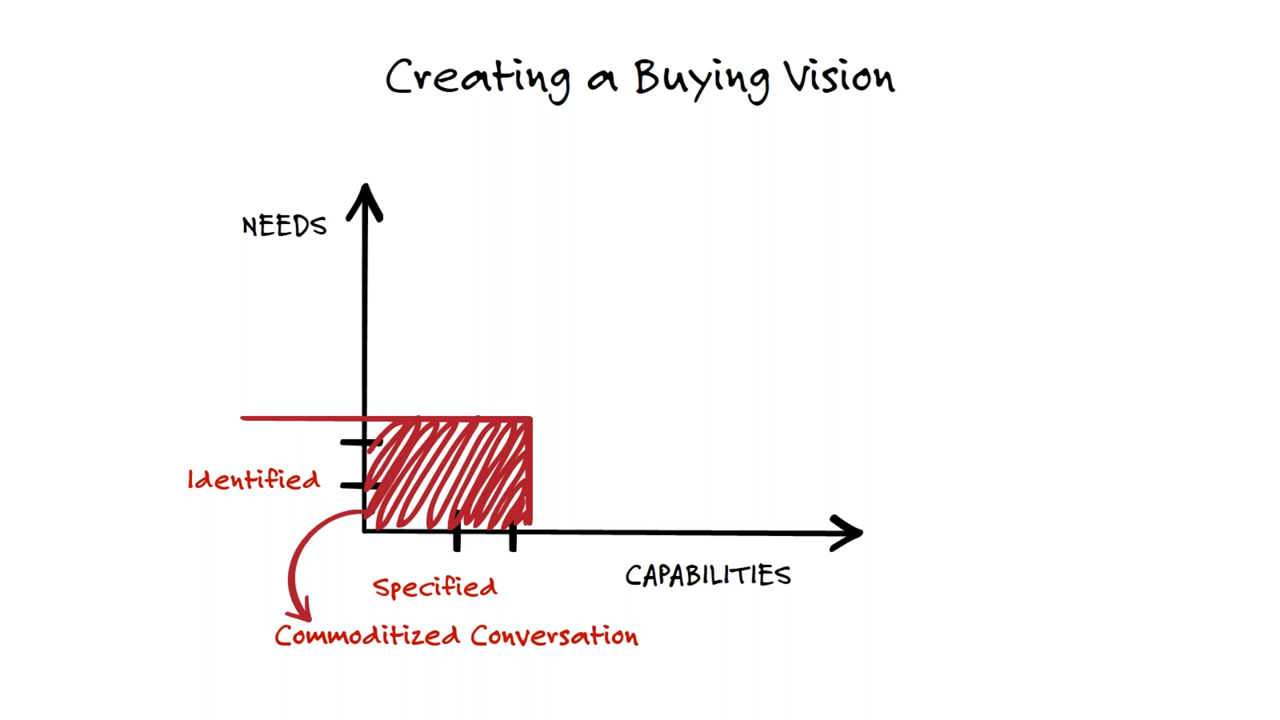 Creating a Buying Vision
NEEDS
Identified
CAPABILITIES
Specified
Commoditized Conversation